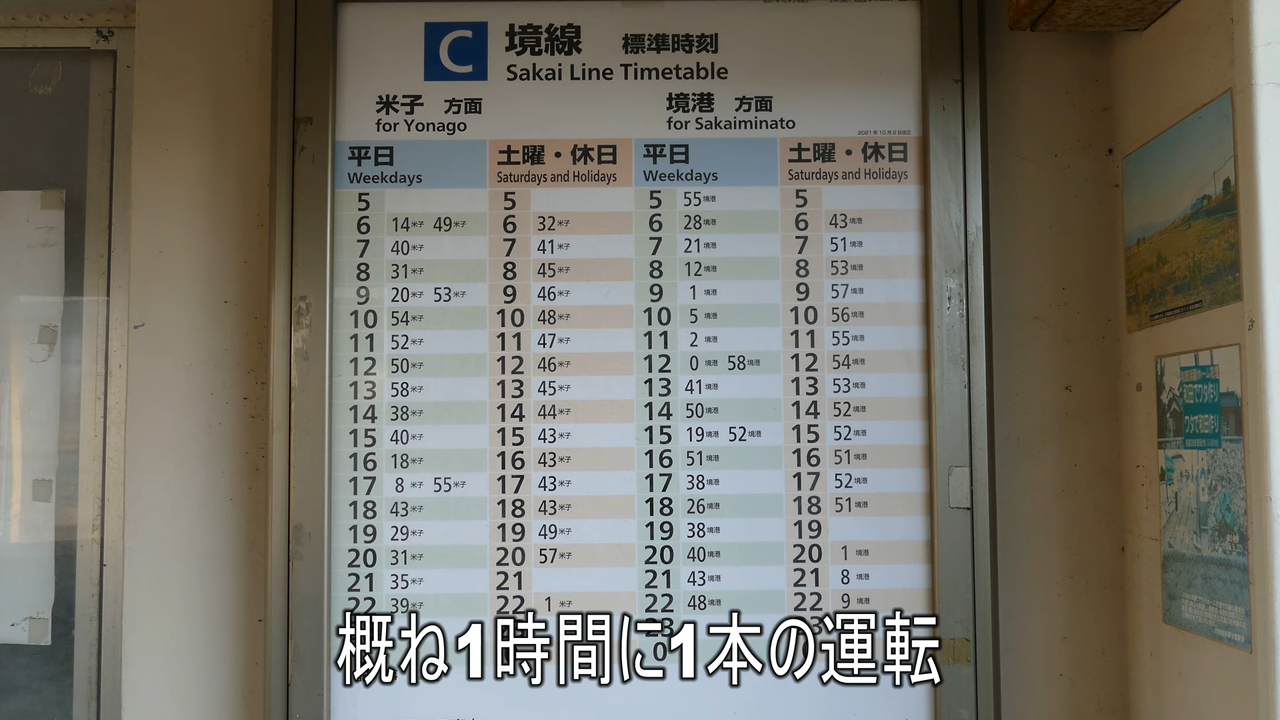 C 境線 標準時刻
Sakai Line Timetable
米子 方面 境港 方面
for Yonago for Sakaiminato
2021年10月2日改正
平日 土曜・休日 平日 土曜・休日
Weekdays Saturdays and Holidays Weekdays Saturdays and Holidays
5 5 5 55境港 5
6 14米子 49米子 6 32米子 6 28境港 6 43境港
7 40米子 7 41米子 7 21境港 7 51境港
8 31米子 8 45米子 8 12境港 8 53境港
9 20米子 53米子 9 46米子 9 1境港 9 57境港
10 54米子 10 48米子 10 5境港 10 56境港
11 52米子 11 47米子 11 2境港 11 55境港
12 50米子 12 46米子 12 0境港 58境港 12 54境港
13 58米子 13 45米子 13 41境港 13 53境港
14 38米子 14 44米子 14 50境港 14 52境港
15 40米子 15 43米子 15 19境港 52境港 15 52境港
16 18米子 16 43米子 16 51境港 16 51境港
17 8米子 55米子 17 43米子 17 38境港 17 52境港
18 43米子 18 43米子 18 26境港 18 51境港
19 29米子 19 49米子 19 38境港 19
20 31米子 20 57米子 20 40境港 20 1境港
21 35米子 21 21 43境港 21 8境港
22 39米子 22 1米子 22 48境港 22 9境港
23
0
概ね1時間に1本の運転